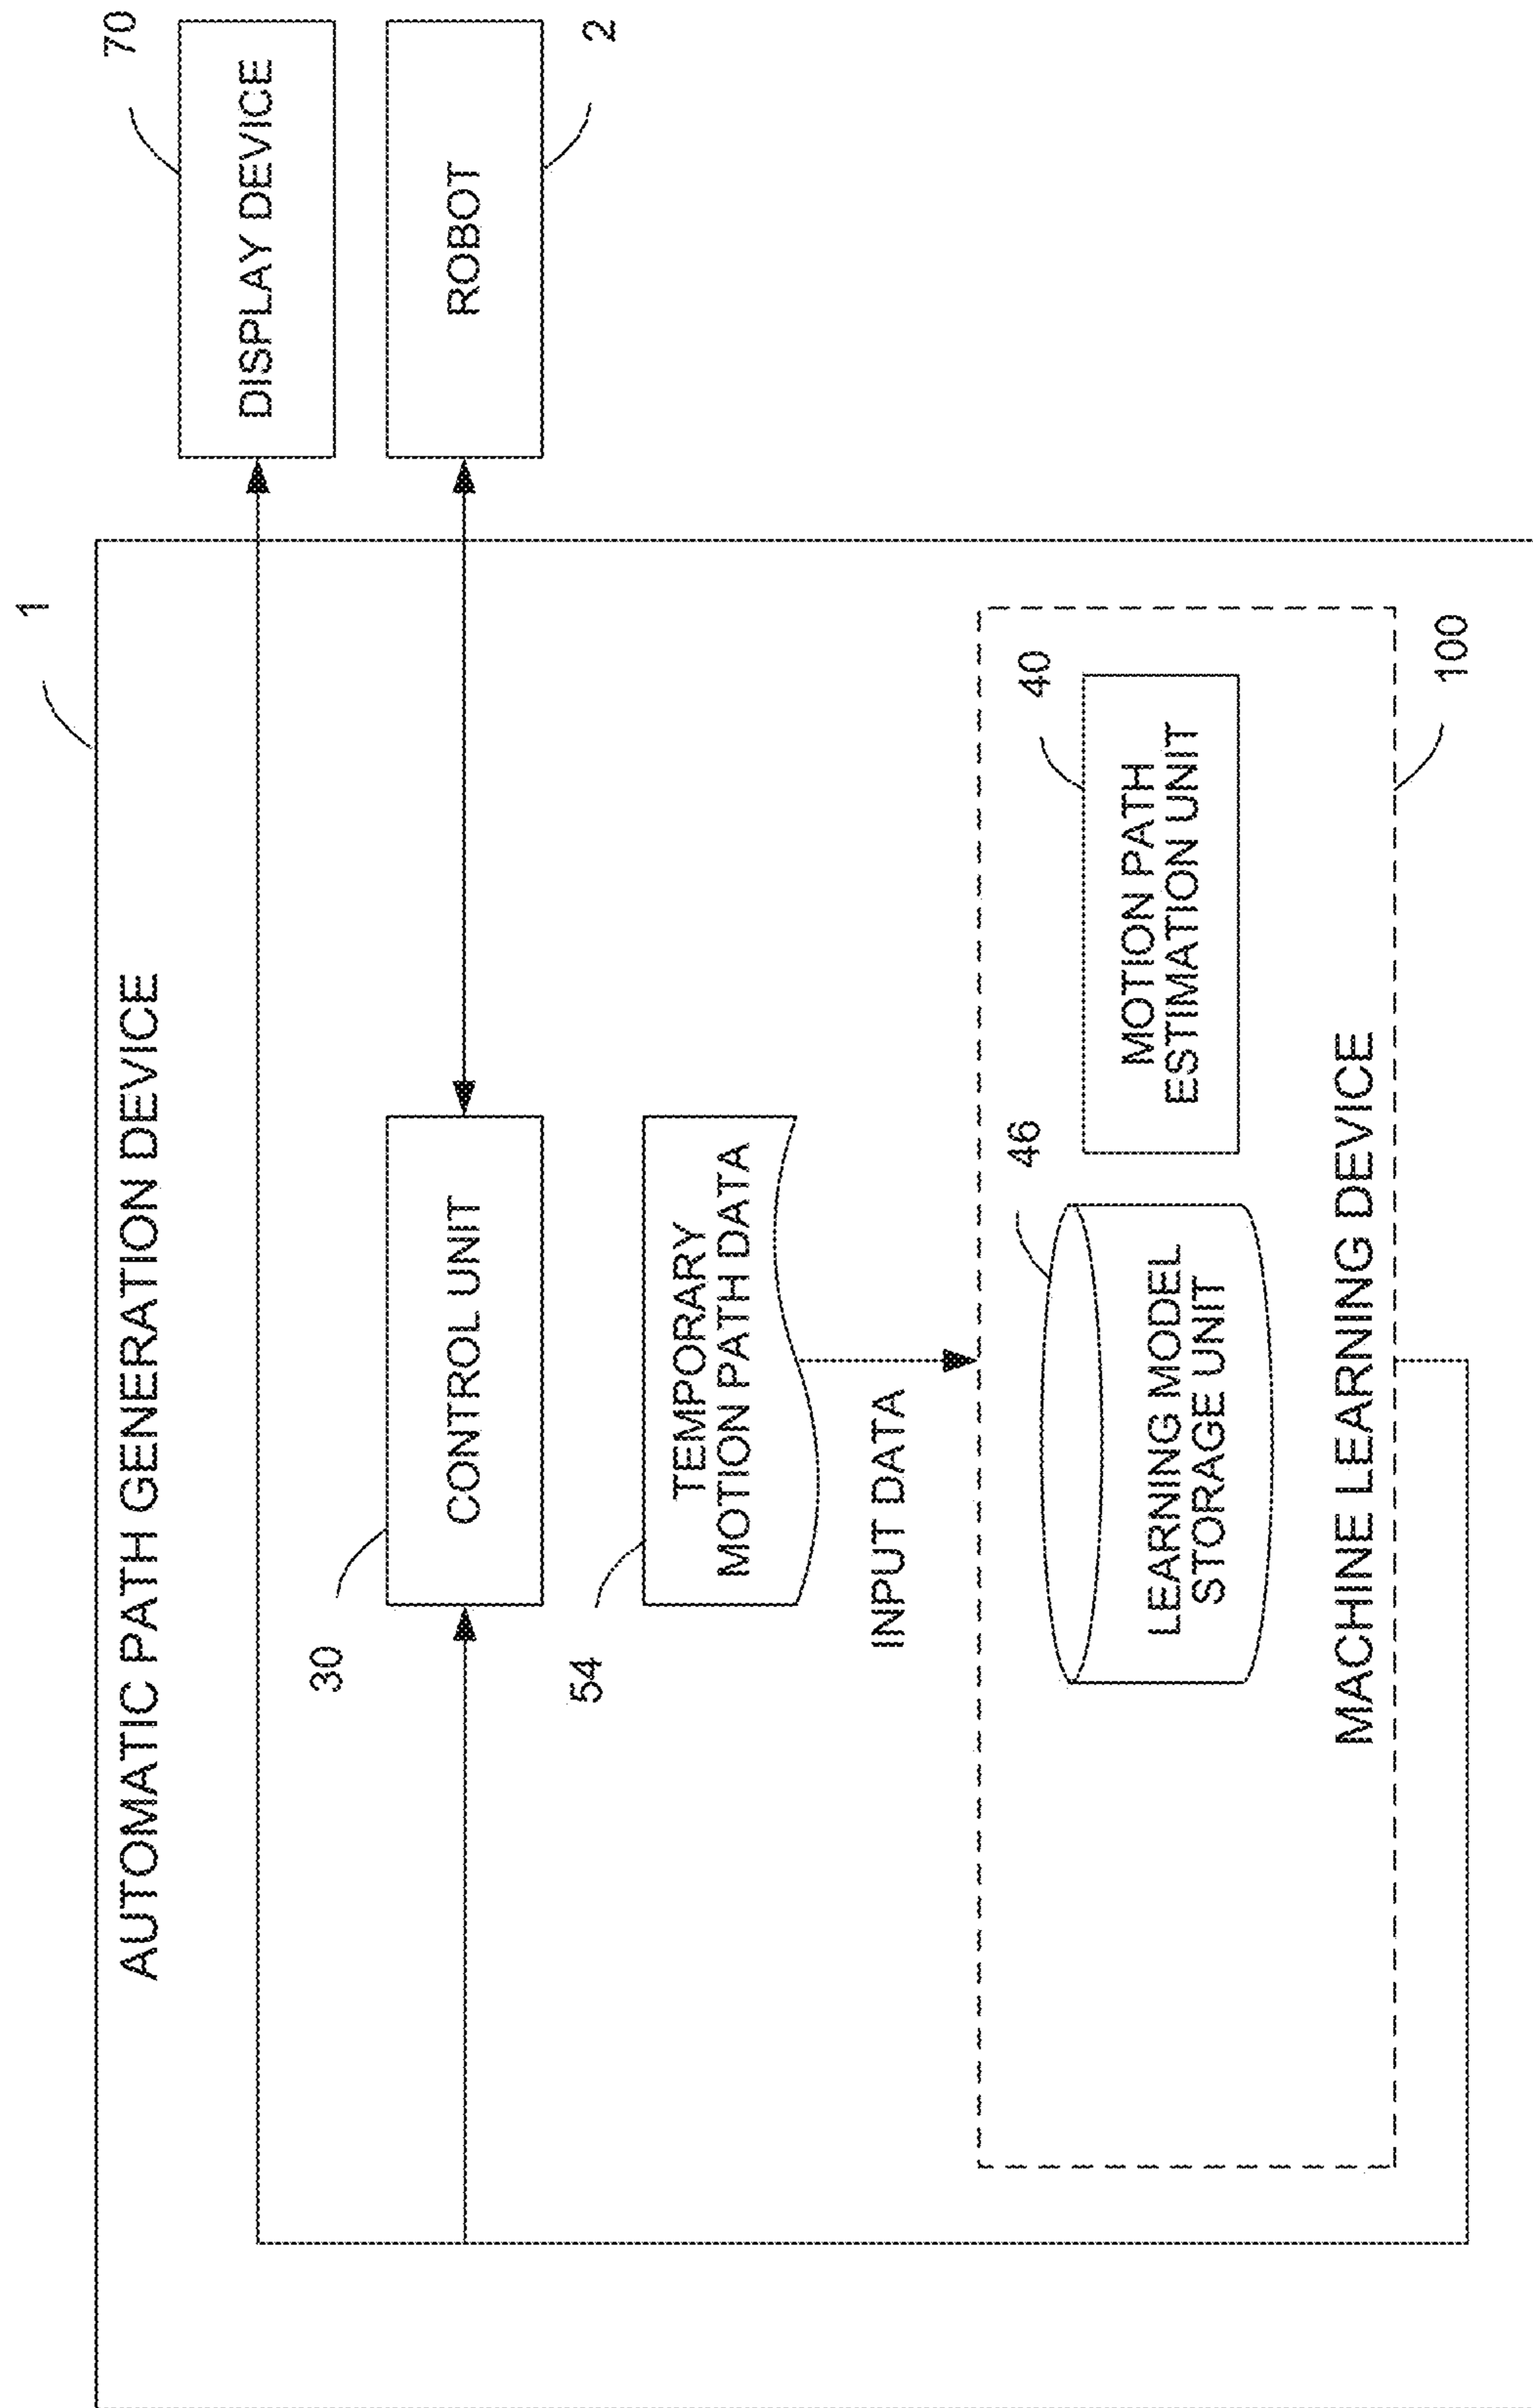 1
AUTOMATIC PATH GENERATION DEVICE
70
DISPLAY DEVICE
30
CONTROL UNIT
ROBOT
2
54
TEMPORARY
MOTION PATH DATA
INPUT DATA
46
LEARNING MODEL
STORAGE UNIT
40
MOTION PATH
ESTIMATION UNIT
MACHINE LEARNING DEVICE
100